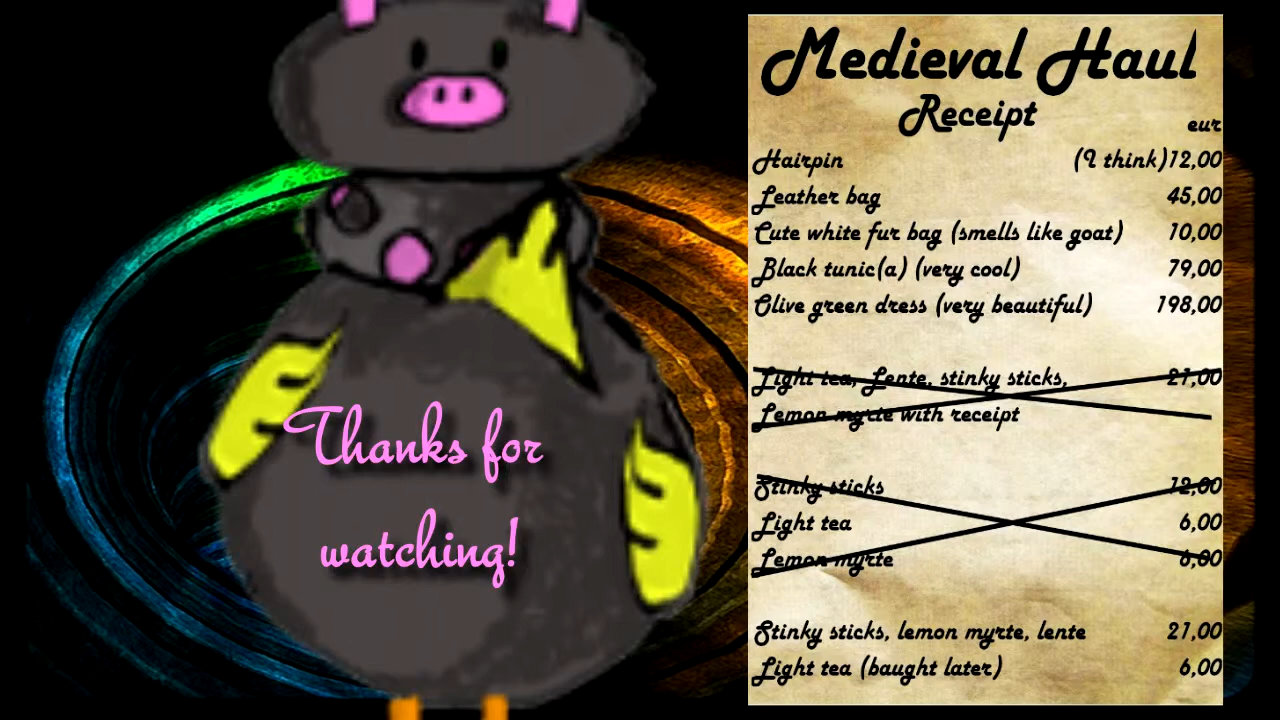 Medieval Haul
Receipt
eur
Hairpin (I think)12,00
Leather bag 45,00
Cute white fur bag (smells like goat) 10,00
Black tunic(a) (very cool) 79,00
Olive green dress (very beautiful) 198,00
Light tea, Lente, stinky sticks, 21,00
Lemon myrte with receipt
Stinky sticks 12,00
Light tea 6,00
Lemon myrte 6,00
Stinky sticks, lemon myrte, lente 21,00
Light tea (baught later) 6,00
Thanks for
watching!